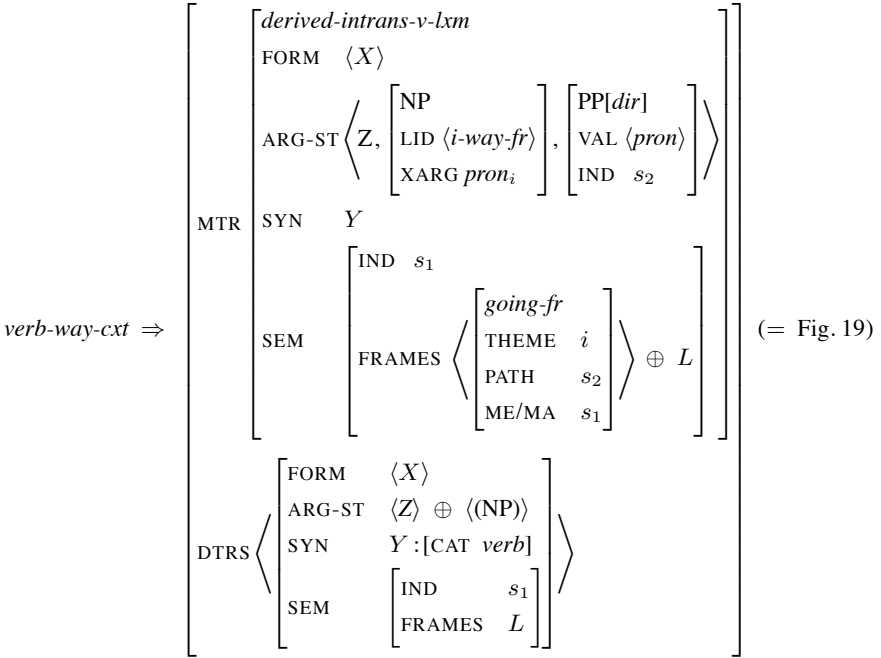 derived-intrans-v-lxm
FORM ⟨X⟩
ARG-ST ⟨Z, [NP LID ⟨i-way-fr⟩ XARG pron_i], [PP[dir] VAL ⟨pron⟩ IND s_2]⟩
MTR SYN Y
IND s_1
verb-way-cxt ⇒ SEM FRAMES ⟨[going-fr THEME i PATH s_2 ME/MA s_1]⟩ ⊕ L (= Fig. 19)
FORM ⟨X⟩
ARG-ST ⟨Z⟩ ⊕ ⟨(NP)⟩
DTRS SYN Y :[CAT verb]
SEM [IND s_1 FRAMES L]